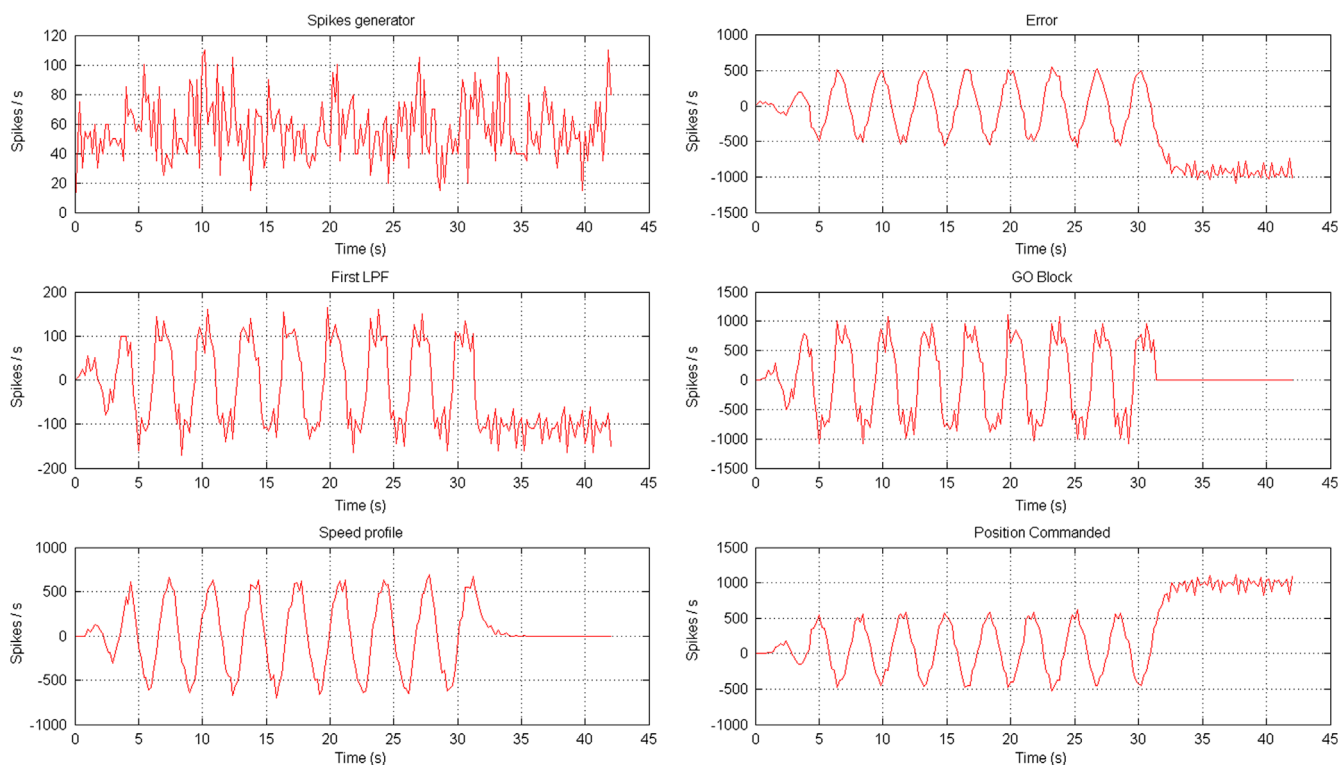 Spikes generator
120
100
80
60
40
20
0
Spikes / s
0 5 10 15 20 25 30 35 40 45
Time (s)
Error
1000
500
0
-500
-1000
-1500
Spikes / s
0 5 10 15 20 25 30 35 40 45
Time (s)
First LPF
200
100
0
-100
-200
Spikes / s
0 5 10 15 20 25 30 35 40 45
Time (s)
GO Block
1500
1000
500
0
-500
-1000
-1500
Spikes / s
0 5 10 15 20 25 30 35 40 45
Time (s)
Speed profile
1000
500
0
-500
-1000
Spikes / s
0 5 10 15 20 25 30 35 40 45
Time (s)
Position Commanded
1500
1000
500
0
-500
-1000
Spikes / s
0 5 10 15 20 25 30 35 40 45
Time (s)